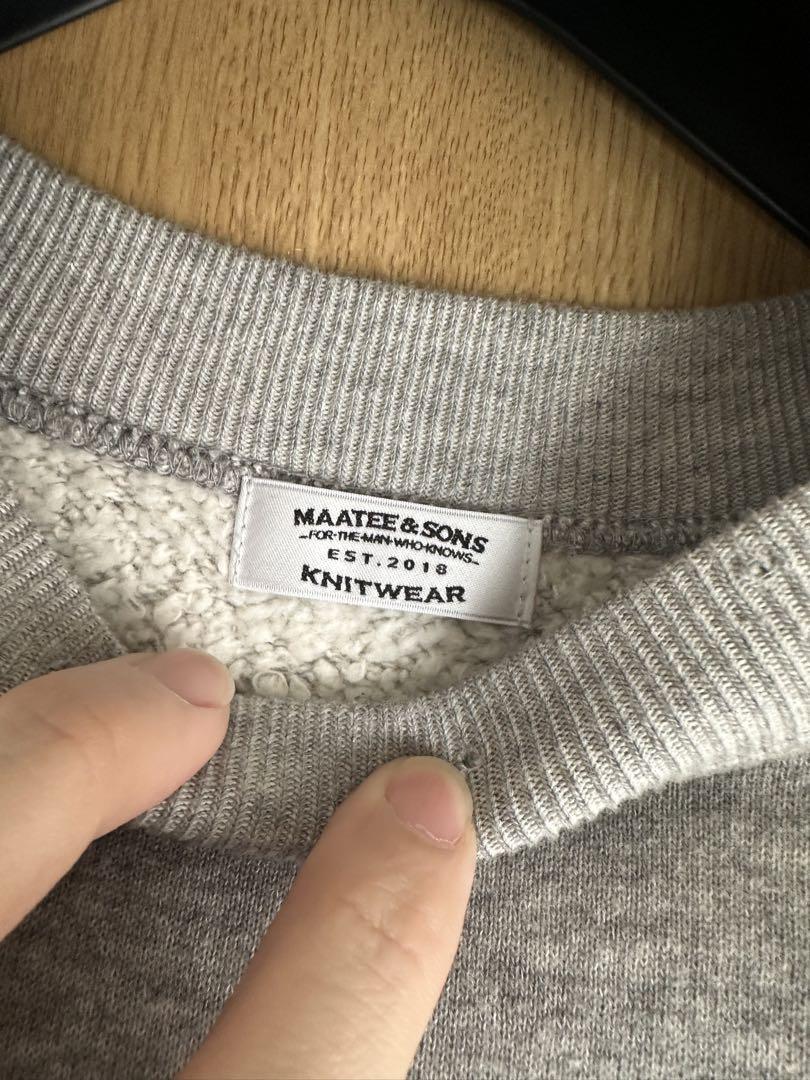 MAATEE&SONS
-FOR-THE-MAN-WHO-KNOWS-
EST.2018
KNITWEAR